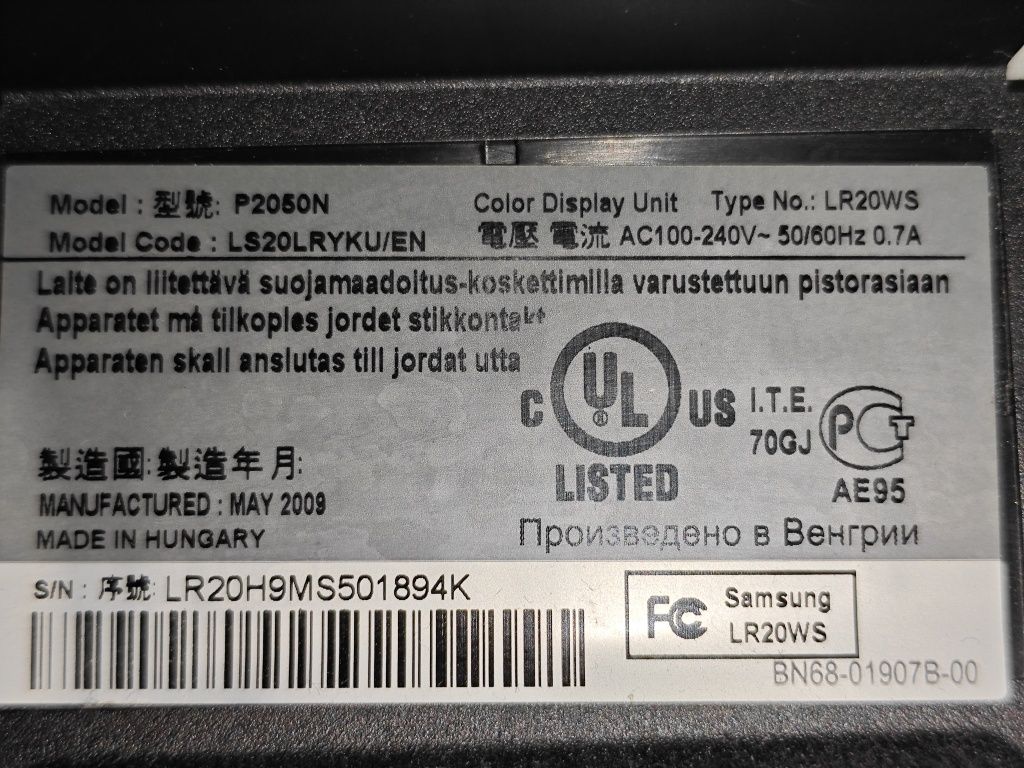 Model : 型號: P2050N
Color Display Unit Type No.: LR20WS
Model Code : LS20LRYKU/EN
電壓 電流 AC100-240V~ 50/60Hz 0.7A
Laite on liitettävä suojamaadoitus-koskettimilla varustettuun pistorasiaan
Apparatet må tilkoples jordet stikkontakt
Apparaten skall anslutas till jordat utta
C UL ® US
LISTED
I.T.E.
70GJ
PCT
AE95
製造國: 製造年月:
MANUFACTURED : MAY 2009
MADE IN HUNGARY
Произведено в Венгрии
S/N : 序號: LR20H9MS501894K
FC Samsung
LR20WS
BN68-01907B-00